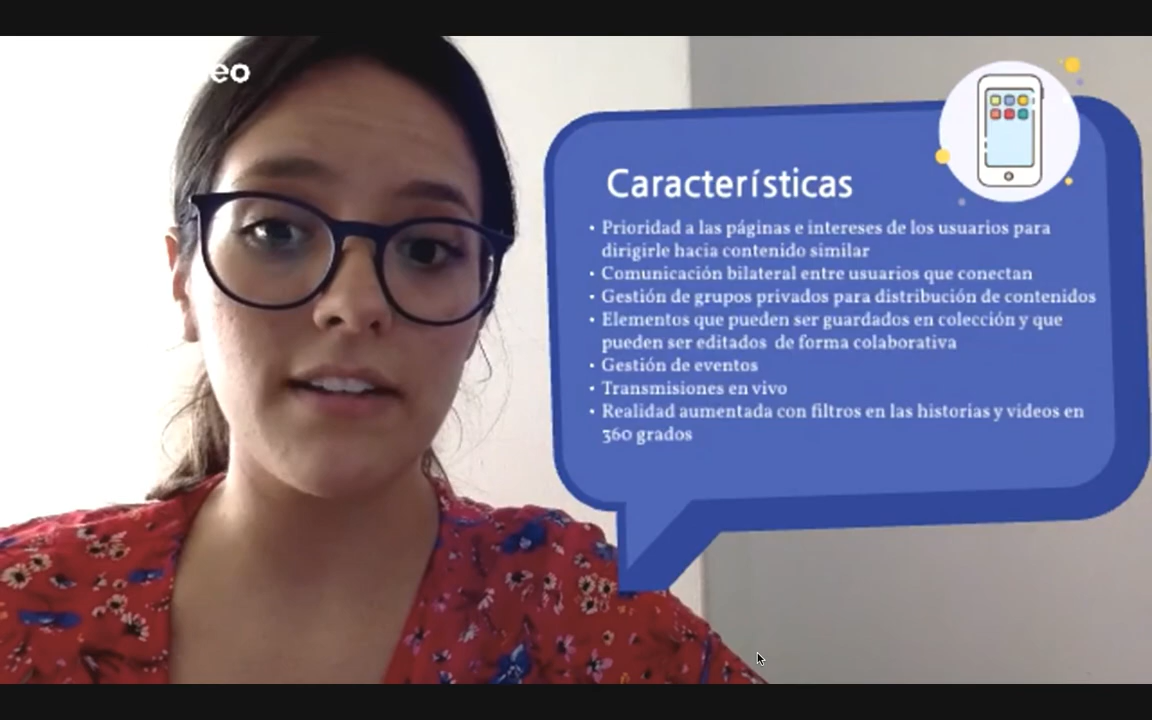 eo
Características
• Prioridad a las páginas e intereses de los usuarios para
dirigirle hacia contenido similar
• Comunicación bilateral entre usuarios que conectan
• Gestión de grupos privados para distribución de contenidos
• Elementos que pueden ser guardados en colección y que
pueden ser editados  de forma colaborativa
• Gestión de eventos
• Transmisiones en vivo
• Realidad aumentada con filtros en las historias y videos en
360 grados